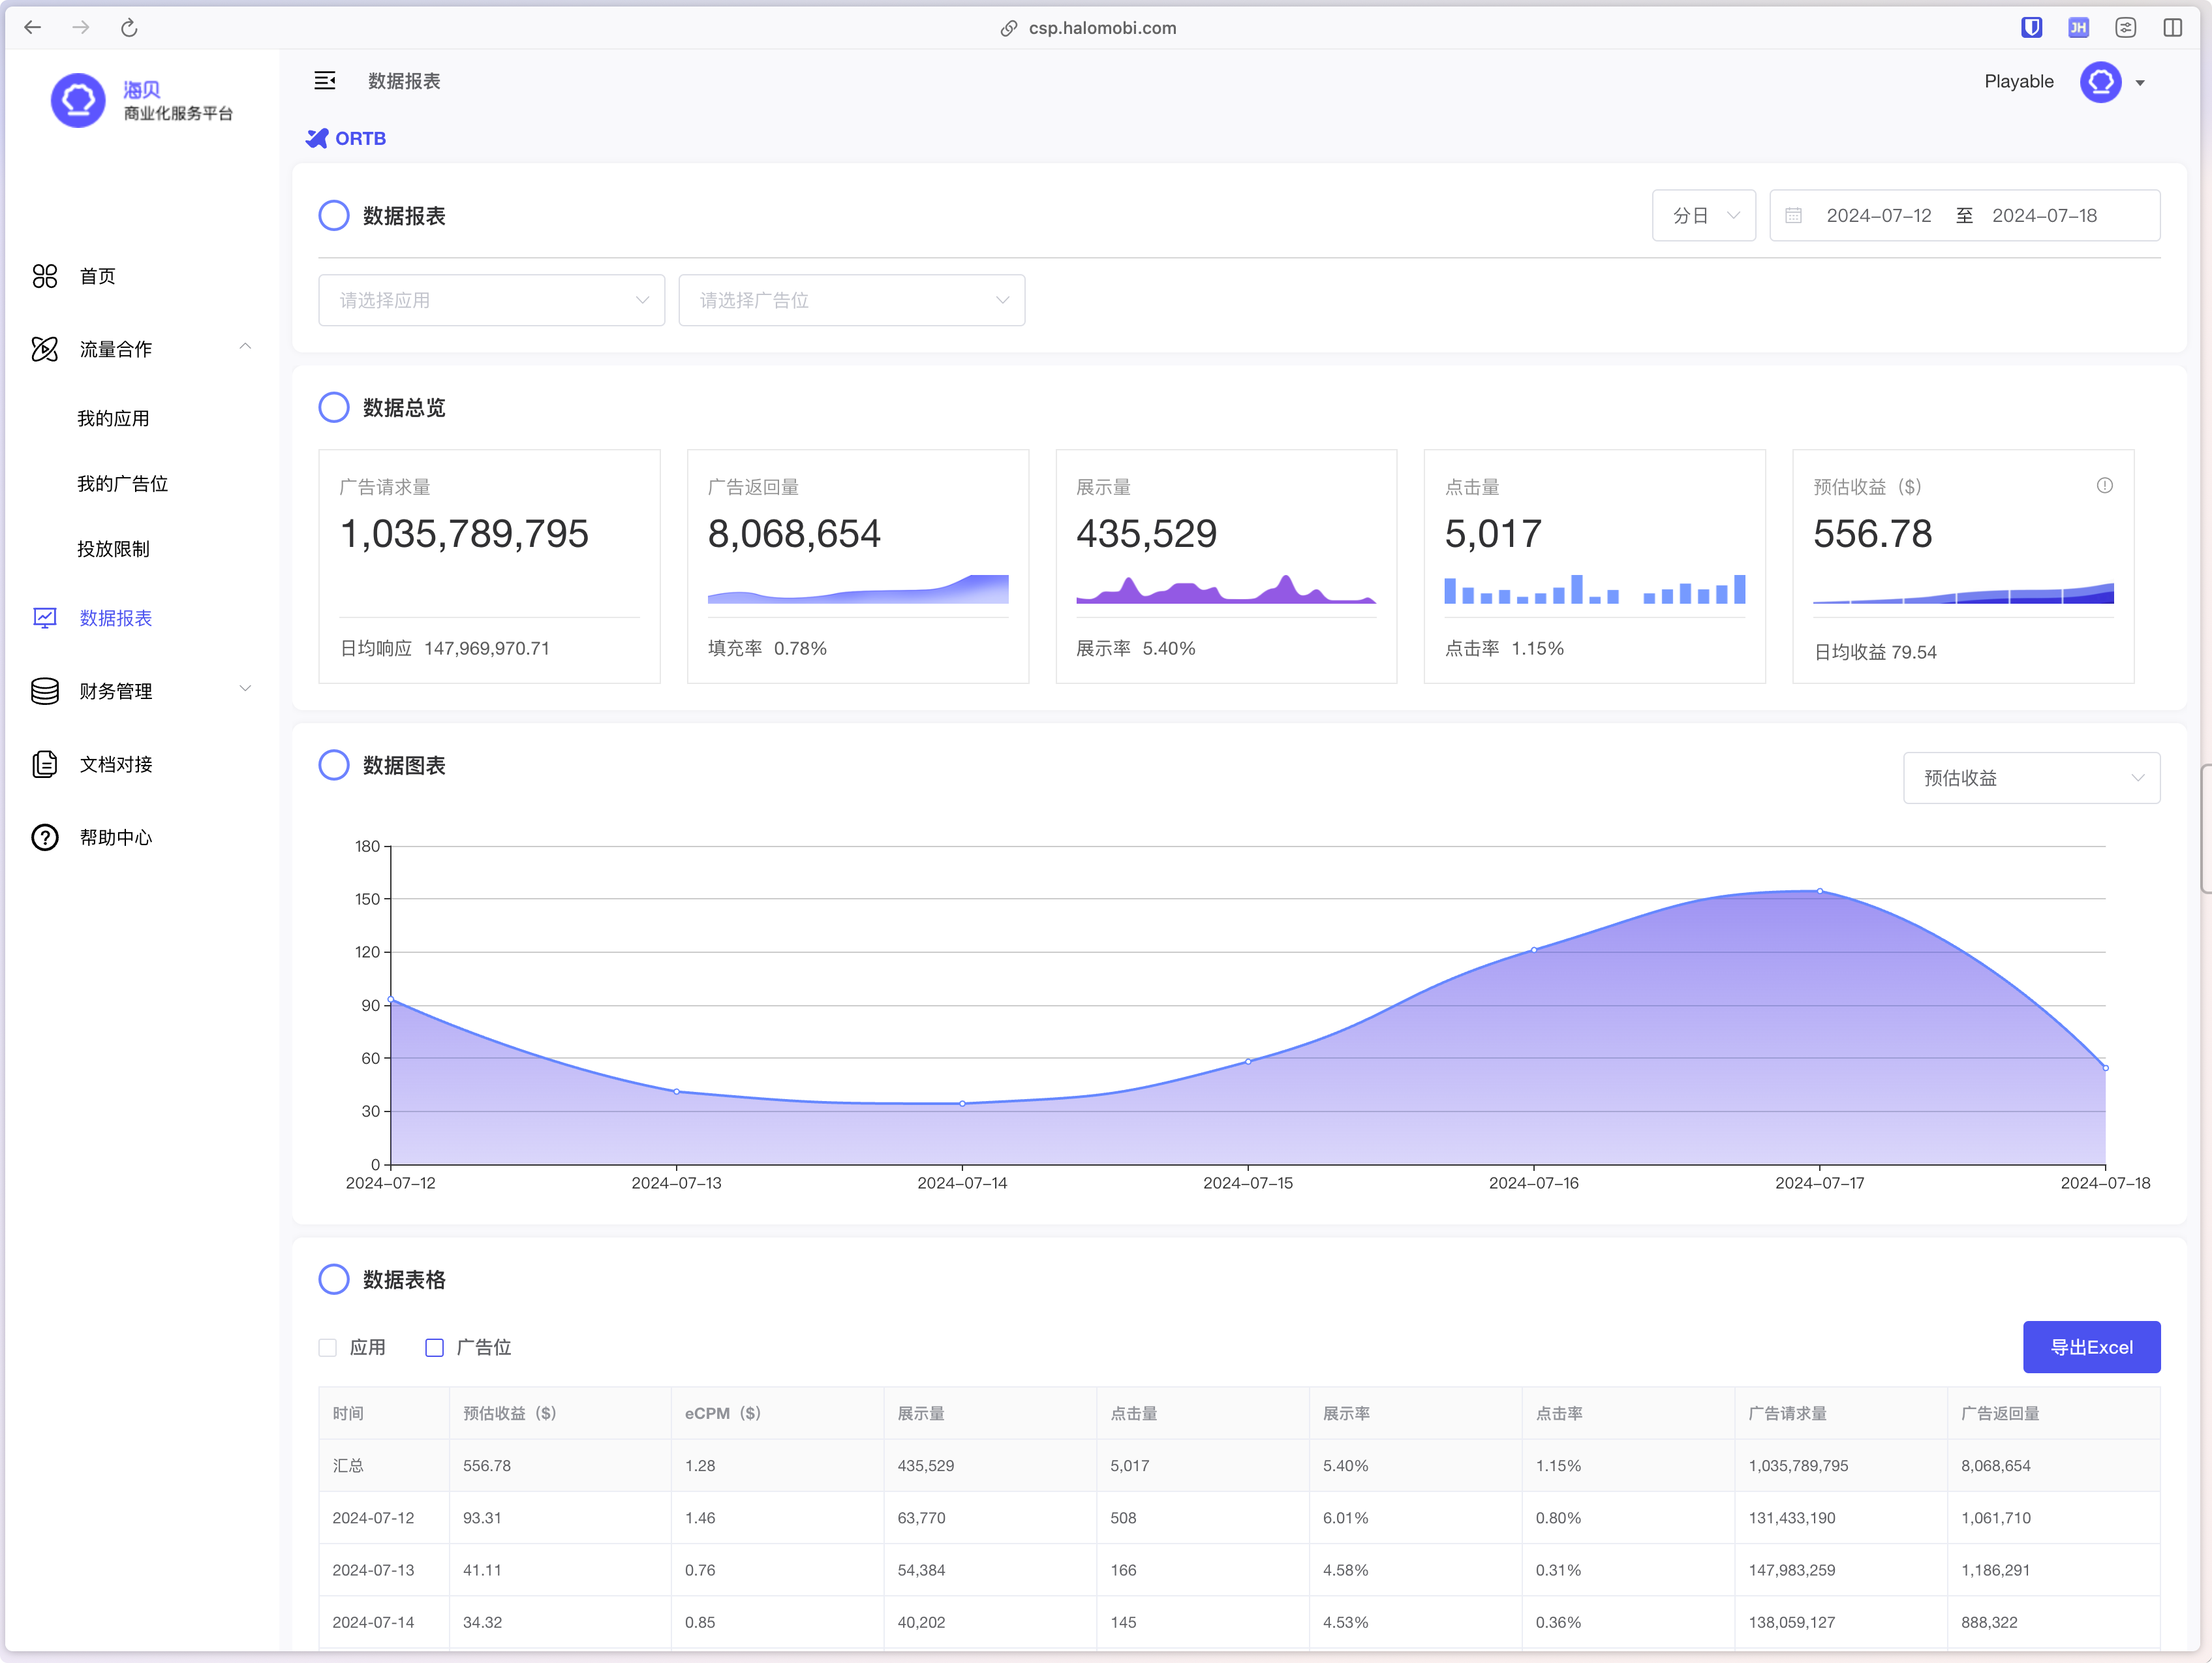 csp.halomobi.com
JH
海贝
商业化服务平台
数据报表
Playable
ORTB
首页
流量合作
我的应用
我的广告位
投放限制
数据报表
财务管理
文档对接
帮助中心
数据报表
分日
2024-07-12 至 2024-07-18
请选择应用
请选择广告位
数据总览
广告请求量
1,035,789,795
日均响应 147,969,970.71
广告返回量
8,068,654
填充率 0.78%
展示量
435,529
展示率 5.40%
点击量
5,017
点击率 1.15%
预估收益（$）
556.78
日均收益 79.54
数据图表
预估收益
180
150
120
90
60
30
0
2024-07-12 2024-07-13 2024-07-14 2024-07-15 2024-07-16 2024-07-17 2024-07-18
数据表格
应用 广告位
导出Excel
时间 预估收益（$） eCPM（$） 展示量 点击量 展示率 点击率 广告请求量 广告返回量
汇总 556.78 1.28 435,529 5,017 5.40% 1.15% 1,035,789,795 8,068,654
2024-07-12 93.31 1.46 63,770 508 6.01% 0.80% 131,433,190 1,061,710
2024-07-13 41.11 0.76 54,384 166 4.58% 0.31% 147,983,259 1,186,291
2024-07-14 34.32 0.85 40,202 145 4.53% 0.36% 138,059,127 888,322